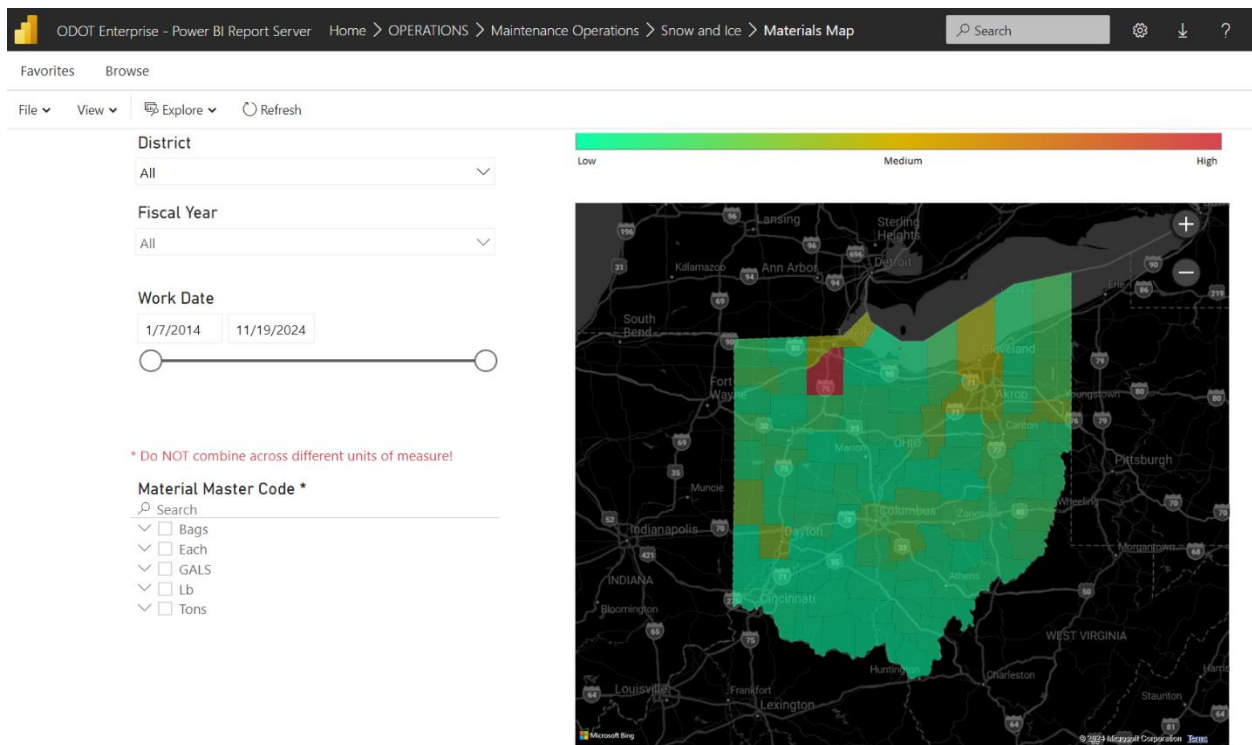 ODOT Enterprise - Power BI Report Server Home > OPERATIONS > Maintenance Operations > Snow and Ice > Materials Map Search ?
Favorites Browse
File View Explore Refresh
District
All
Fiscal Year
All
Work Date
1/7/2014 11/19/2024
* Do NOT combine across different units of measure!
Material Master Code *
Search
Bags
Each
GALS
Lb
Tons
Low Medium High
Lansing
Sterling
Heights
Kalamazoo
Ann Arbor
Detroit
South
Bend
Toledo
Erie
Cleveland
Fort
Wayne
Akron
Youngstown
Lima
Canton
Marion
OHIO
Pittsburgh
Muncie
Wheeling
Columbus
Zanesville
Indianapolis
Dayton
Morgantown
INDIANA
Athens
Bloomington
Cincinnati
WEST VIRGINIA
Huntington
Charleston
Louisville
Frankfort
Lexington
Staunton
Microsoft Bing
© 2024 Microsoft Corporation Terms